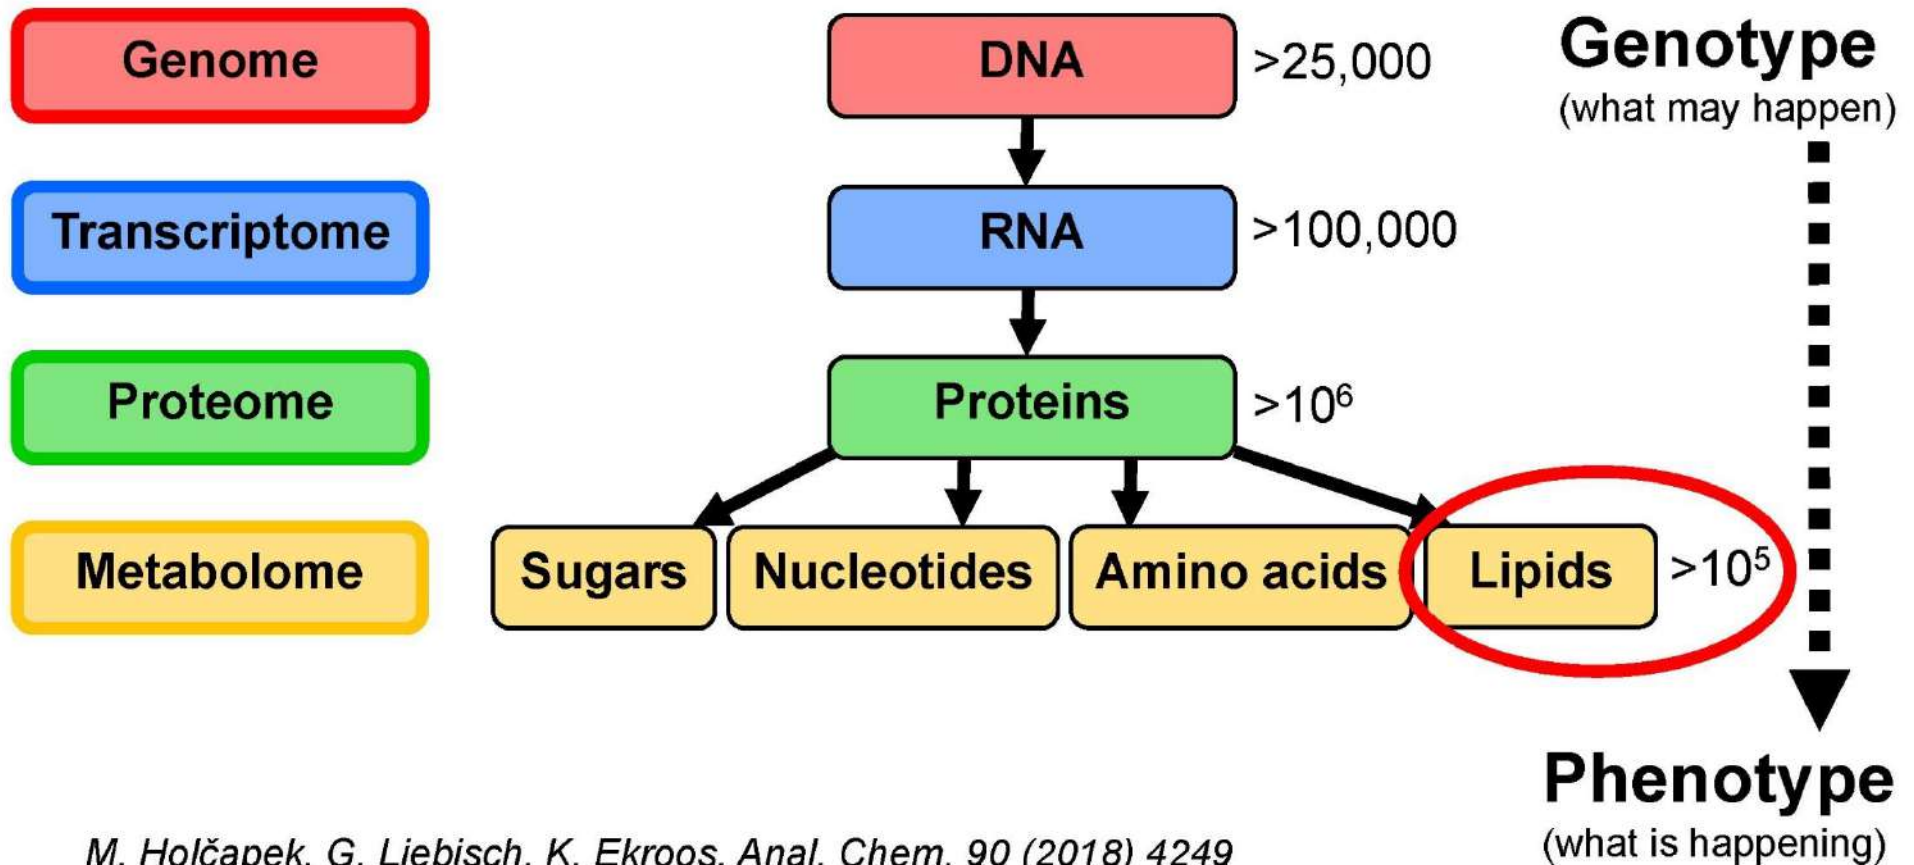 Genome
DNA
>25,000
Genotype
(what may happen)
Transcriptome
RNA
>100,000
Proteome
Proteins
>10⁶
Metabolome
Sugars
Nucleotides
Amino acids
Lipids
>10⁵
Phenotype
(what is happening)
M. Holčapek, G. Liebisch, K. Ekroos, Anal. Chem. 90 (2018) 4249